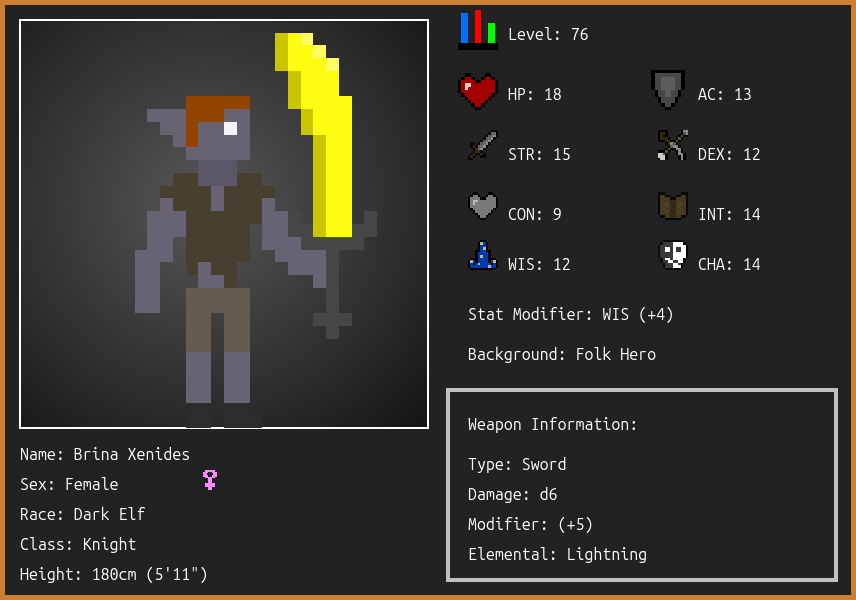 Level: 76
HP: 18
AC: 13
STR: 15
DEX: 12
CON: 9
INT: 14
WIS: 12
CHA: 14
Stat Modifier: WIS (+4)
Background: Folk Hero
Weapon Information:
Type: Sword
Damage: d6
Modifier: (+5)
Elemental: Lightning
Name: Brina Xenides
Sex: Female
Race: Dark Elf
Class: Knight
Height: 180cm (5'11")